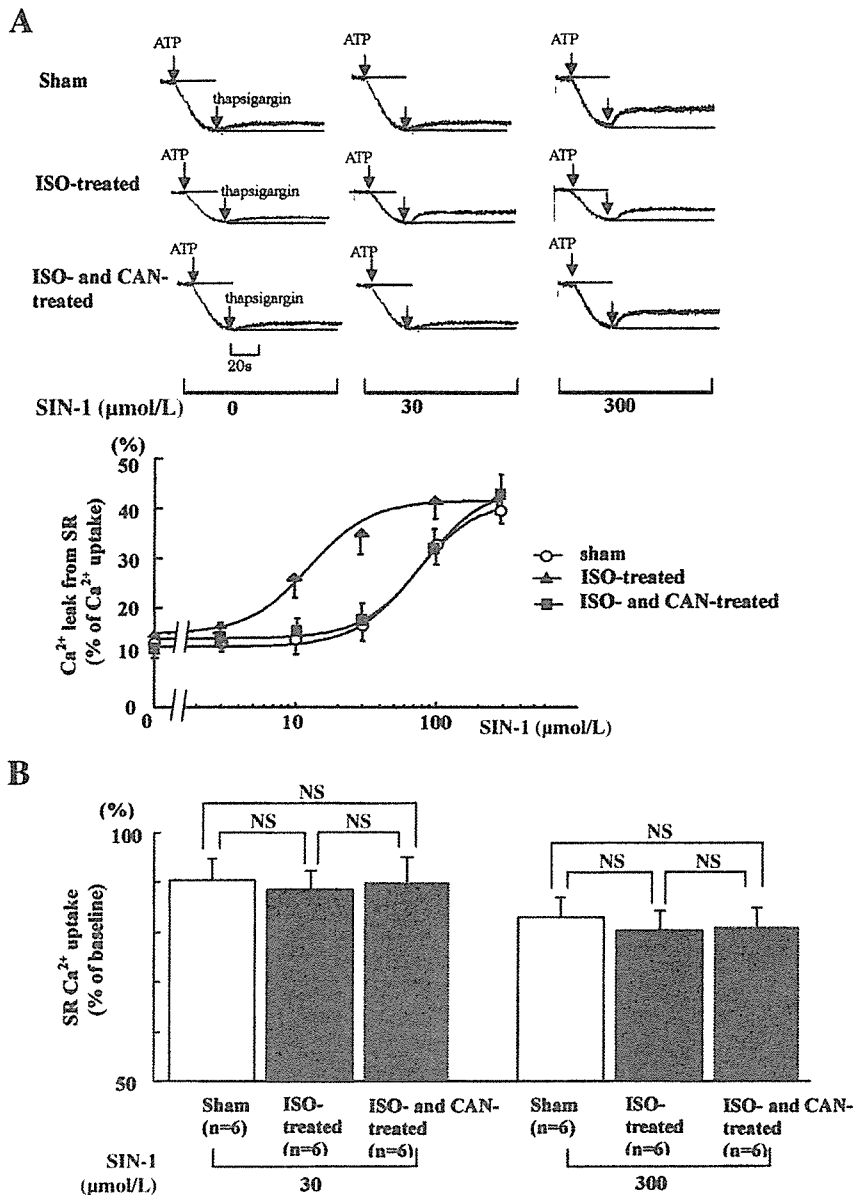 A
ATP
ATP
ATP
Sham
thapsigargin
ATP
ATP
ATP
ISO-treated
thapsigargin
ATP
ATP
ATP
ISO- and CAN-
treated
thapsigargin
20s
SIN-1 (μmol/L)
0
30
300
(%)
50
40
30
20
10
0
Ca²⁺ leak from SR
(% of Ca²⁺ uptake)
sham
ISO-treated
ISO- and CAN-treated
0
10
100
SIN-1 (μmol/L)
B
(%)
100
50
SR Ca²⁺ uptake
(% of baseline)
NS
NS
NS
NS
NS
NS
Sham
(n=6)
ISO-
treated
(n=6)
ISO- and CAN-
treated
(n=6)
Sham
(n=6)
ISO-
treated
(n=6)
ISO- and CAN-
treated
(n=6)
SIN-1
(μmol/L)
30
300